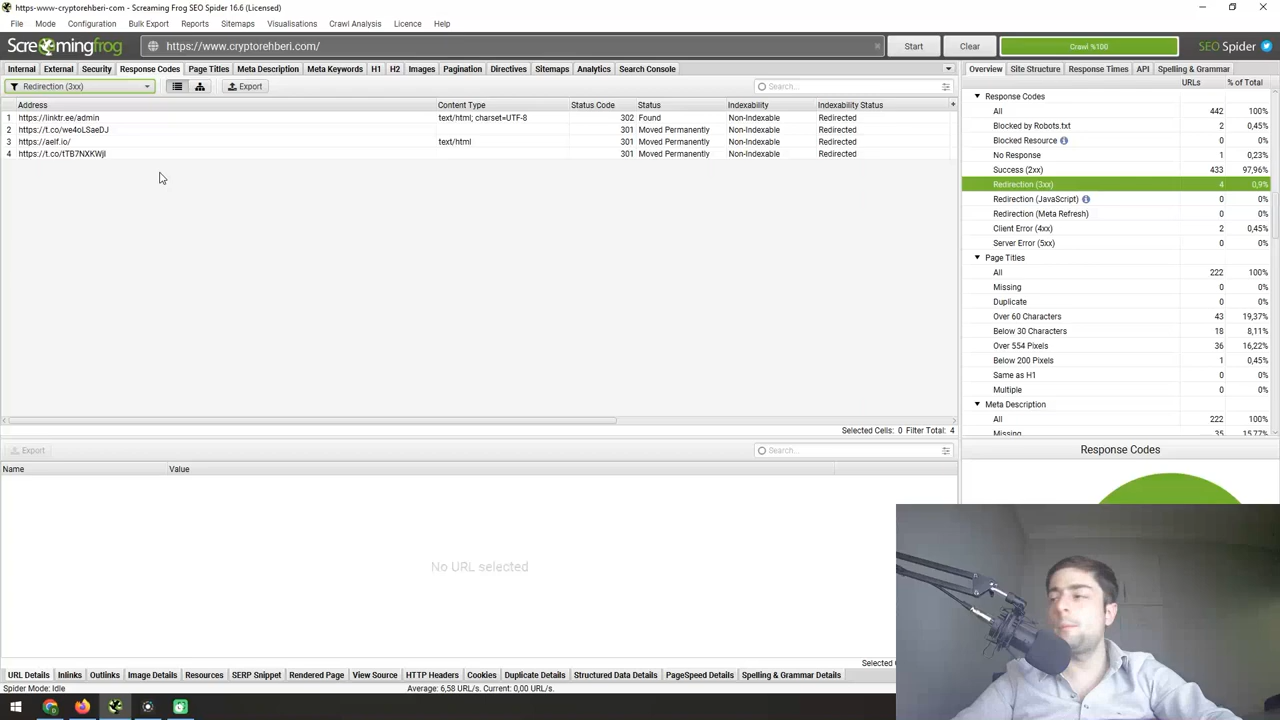 https-www-cryptorehberi-com - Screaming Frog SEO Spider 16.6 (Licensed)
File Mode Configuration Bulk Export Reports Sitemaps Visualisations Crawl Analysis Licence Help
Screamingfrog https://www.cryptorehberi.com/ Start Clear Crawl %100 SEO Spider
Internal External Security Response Codes Page Titles Meta Description Meta Keywords H1 H2 Images Pagination Directives Sitemaps Analytics Search Console
Redirection (3xx) Export Search...
Address Content Type Status Code Status Indexability Indexability Status
1 https://linktr.ee/admin text/html; charset=UTF-8 302 Found Non-Indexable Redirected
2 https://t.co/we4oLSaeDJ 301 Moved Permanently Non-Indexable Redirected
3 https://aelf.io/ text/html 301 Moved Permanently Non-Indexable Redirected
4 https://t.co/tTB7NXKWjI 301 Moved Permanently Non-Indexable Redirected
Selected Cells: 0 Filter Total: 4
Export Search...
Name Value
No URL selected
Selected
URL Details Inlinks Outlinks Image Details Resources SERP Snippet Rendered Page View Source HTTP Headers Cookies Duplicate Details Structured Data Details PageSpeed Details Spelling & Grammar Details
Spider Mode: Idle Average: 6,58 URL/s. Current: 0,00 URL/s.
Overview Site Structure Response Times API Spelling & Grammar
URLs % of Total
Response Codes
All 442 100%
Blocked by Robots.txt 2 0,45%
Blocked Resource 0 0%
No Response 1 0,23%
Success (2xx) 433 97,96%
Redirection (3xx) 4 0,9%
Redirection (JavaScript) 0 0%
Redirection (Meta Refresh) 0 0%
Client Error (4xx) 2 0,45%
Server Error (5xx) 0 0%
Page Titles
All 222 100%
Missing 0 0%
Duplicate 0 0%
Over 60 Characters 43 19,37%
Below 30 Characters 18 8,11%
Over 554 Pixels 36 16,22%
Below 200 Pixels 1 0,45%
Same as H1 0 0%
Multiple 0 0%
Meta Description
All 222 100%
Missing 35 15,77%
Response Codes